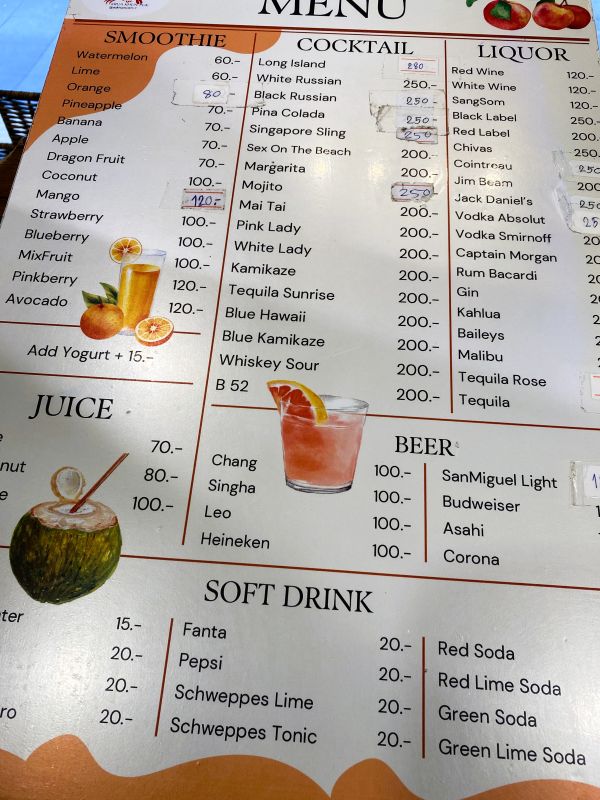 MENU
SMOOTHIE
Watermelon 60.-
Lime 60.-
Orange 80
Pineapple 70.-
Banana 70.-
Apple 70.-
Dragon Fruit 70.-
Coconut 100.-
Mango 120.-
Strawberry 100.-
Blueberry 100.-
MixFruit 100.-
Pinkberry 120.-
Avocado 120.-
Add Yogurt + 15.-
COCKTAIL
Long Island 280
White Russian 250.-
Black Russian 250-
Pina Colada 250-
Singapore Sling 250
Sex On The Beach 200.-
Margarita 200.-
Mojito 250
Mai Tai 200.-
Pink Lady 200.-
White Lady 200.-
Kamikaze 200.-
Tequila Sunrise 200.-
Blue Hawaii 200.-
Blue Kamikaze 200.-
Whiskey Sour 200.-
B 52 200.-
LIQUOR
Red Wine 120.-
White Wine 120.-
SangSom 120.-
Black Label 250.-
Red Label 200.-
Chivas 250.
Cointreau 250
Jim Beam 200
Jack Daniel's 250
Vodka Absolut
Vodka Smirnoff
Captain Morgan
Rum Bacardi
Gin
Kahlua
Baileys
Malibu
Tequila Rose
Tequila
JUICE
70.-
80.-
100.-
BEER
Chang 100.-
Singha 100.-
Leo 100.-
Heineken 100.-
SanMiguel Light
Budweiser
Asahi
Corona
SOFT DRINK
15.-
20.-
20.-
20.-
Fanta 20.-
Pepsi 20.-
Schweppes Lime 20.-
Schweppes Tonic 20.-
Red Soda
Red Lime Soda
Green Soda
Green Lime Soda